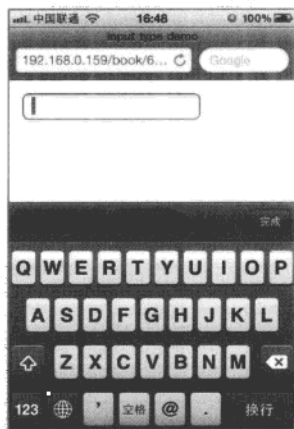 中国联通 16:48 100%
input type demo
192.168.0.159/book/6... Google
完成
Q W E R T Y U I O P
A S D F G H J K L
Z X C V B N M
123 ' 空格 @ . 换行